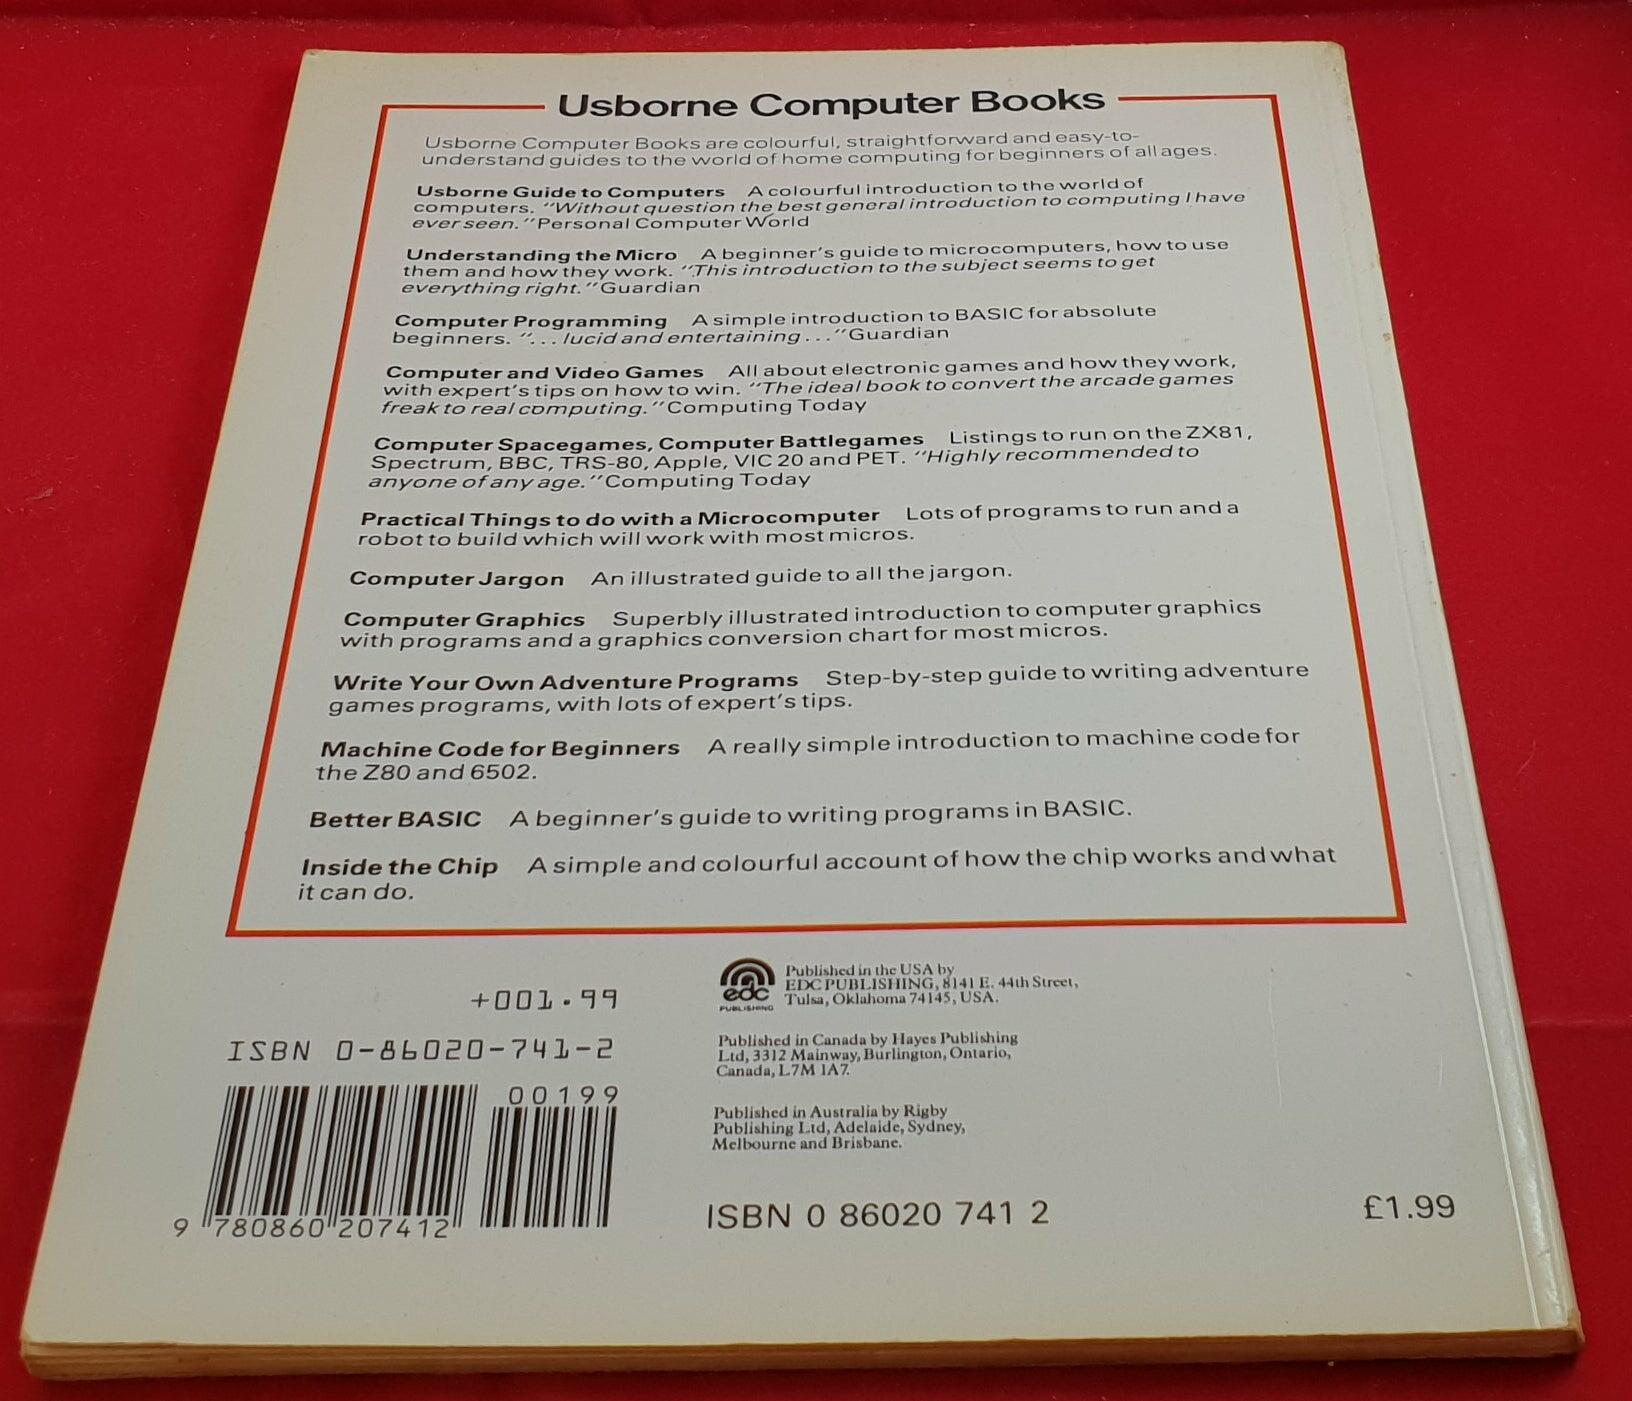 Usborne Computer Books
Usborne Computer Books are colourful, straightforward and easy-to-
understand guides to the world of home computing for beginners of all ages.
Usborne Guide to Computers A colourful introduction to the world of
computers. "Without question the best general introduction to computing I have
ever seen." Personal Computer World
Understanding the Micro A beginner's guide to microcomputers, how to use
them and how they work. "This introduction to the subject seems to get
everything right." Guardian
Computer Programming A simple introduction to BASIC for absolute
beginners. "... lucid and entertaining ..." Guardian
Computer and Video Games All about electronic games and how they work,
with expert's tips on how to win. "The ideal book to convert the arcade games
freak to real computing." Computing Today
Computer Spacegames, Computer Battlegames Listings to run on the ZX81,
Spectrum, BBC, TRS-80, Apple, VIC 20 and PET. "Highly recommended to
anyone of any age." Computing Today
Practical Things to do with a Microcomputer Lots of programs to run and a
robot to build which will work with most micros.
Computer Jargon An illustrated guide to all the jargon.
Computer Graphics Superbly illustrated introduction to computer graphics
with programs and a graphics conversion chart for most micros.
Write Your Own Adventure Programs Step-by-step guide to writing adventure
games programs, with lots of expert's tips.
Machine Code for Beginners A really simple introduction to machine code for
the Z80 and 6502.
Better BASIC A beginner's guide to writing programs in BASIC.
Inside the Chip A simple and colourful account of how the chip works and what
it can do.
+001.99
ISBN 0-86020-741-2
00199
9 780860 207412
edc
PUBLISHING
Published in the USA by
EDC PUBLISHING, 8141 E. 44th Street,
Tulsa, Oklahoma 74145, USA.
Published in Canada by Hayes Publishing
Ltd, 3312 Mainway, Burlington, Ontario,
Canada, L7M 1A7.
Published in Australia by Rigby
Publishing Ltd, Adelaide, Sydney,
Melbourne and Brisbane.
ISBN 0 86020 741 2
£1.99